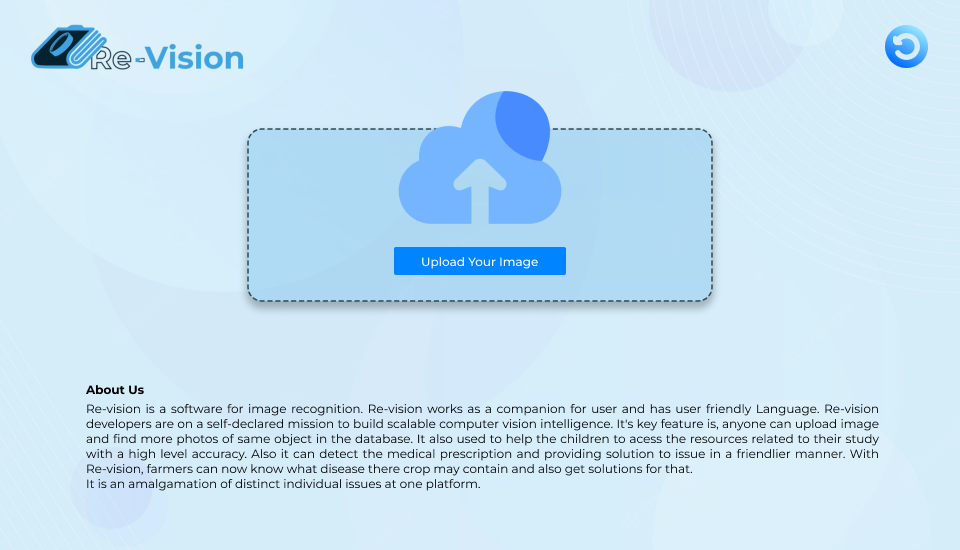 Re-Vision
Upload Your Image
About Us
Re-vision is a software for image recognition. Re-vision works as a companion for user and has user friendly Language. Re-vision
developers are on a self-declared mission to build scalable computer vision intelligence. It's key feature is, anyone can upload image
and find more photos of same object in the database. It also used to help the children to acess the resources related to their study
with a high level accuracy. Also it can detect the medical prescription and providing solution to issue in a friendlier manner. With
Re-vision, farmers can now know what disease there crop may contain and also get solutions for that.
It is an amalgamation of distinct individual issues at one platform.